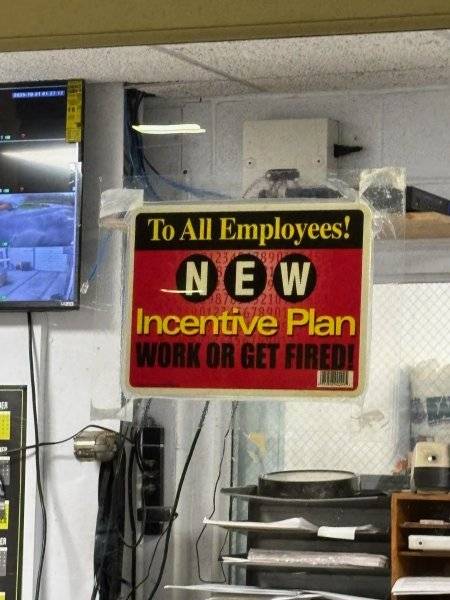 To All Employees!
NEW
Incentive Plan
WORK OR GET FIRED!